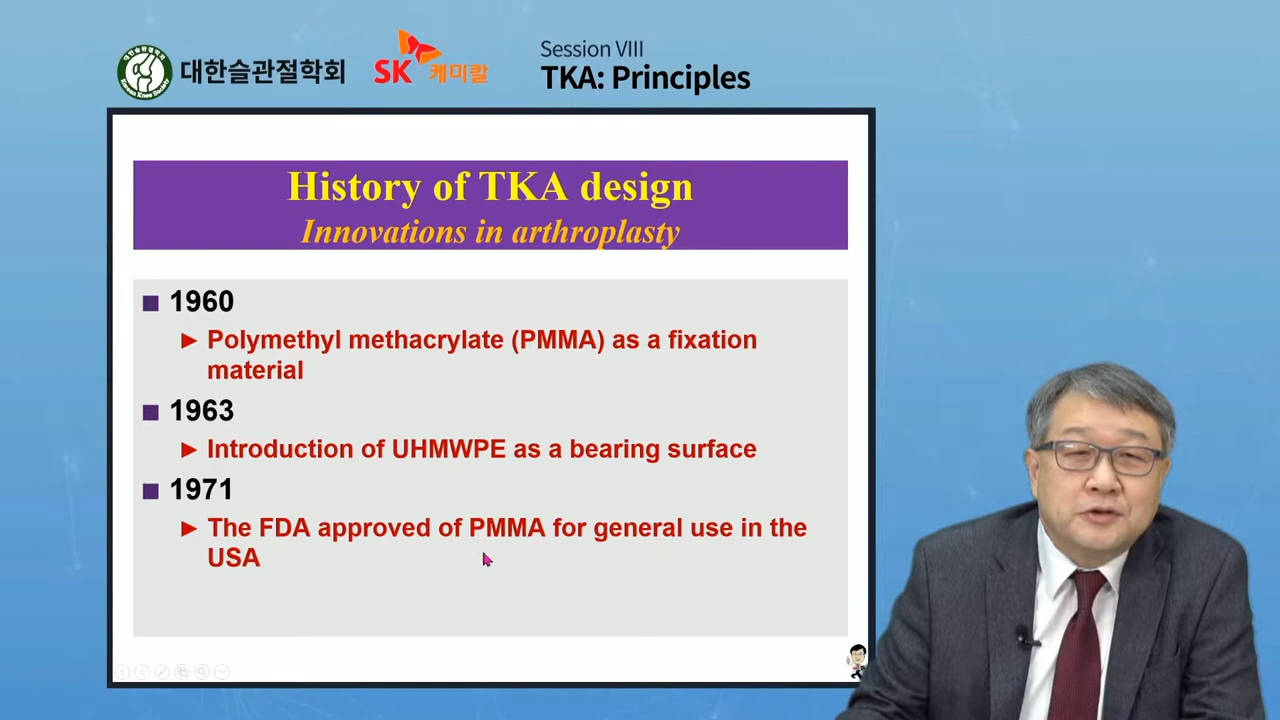 대한슬관절학회
SK 케미칼
Session VIII
TKA: Principles
History of TKA design
Innovations in arthroplasty
1960
Polymethyl methacrylate (PMMA) as a fixation
material
1963
Introduction of UHMWPE as a bearing surface
1971
The FDA approved of PMMA for general use in the
USA